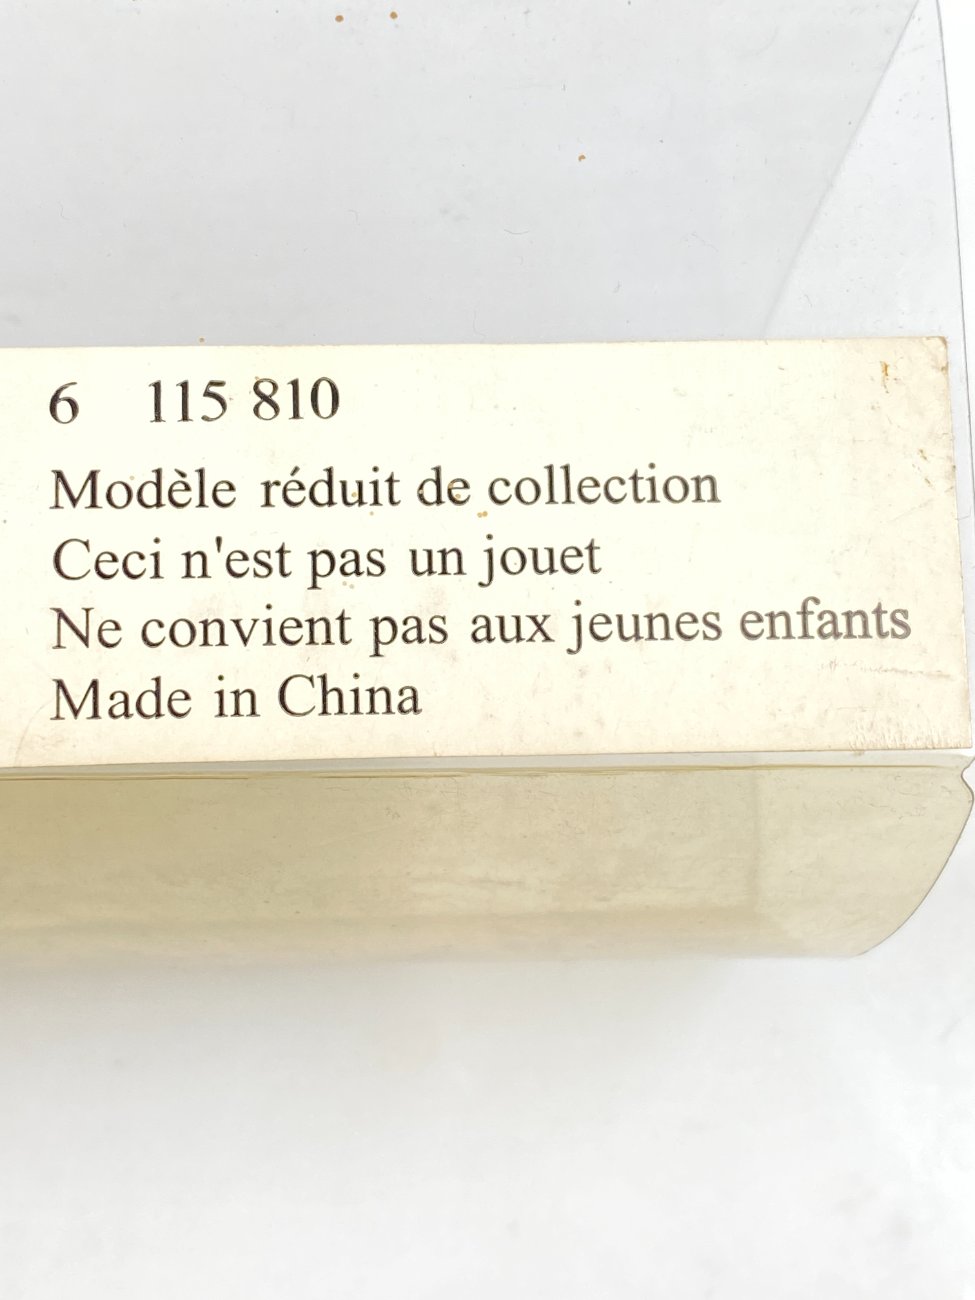 6 115 810
Modèle réduit de collection
Ceci n'est pas un jouet
Ne convient pas aux jeunes enfants
Made in China